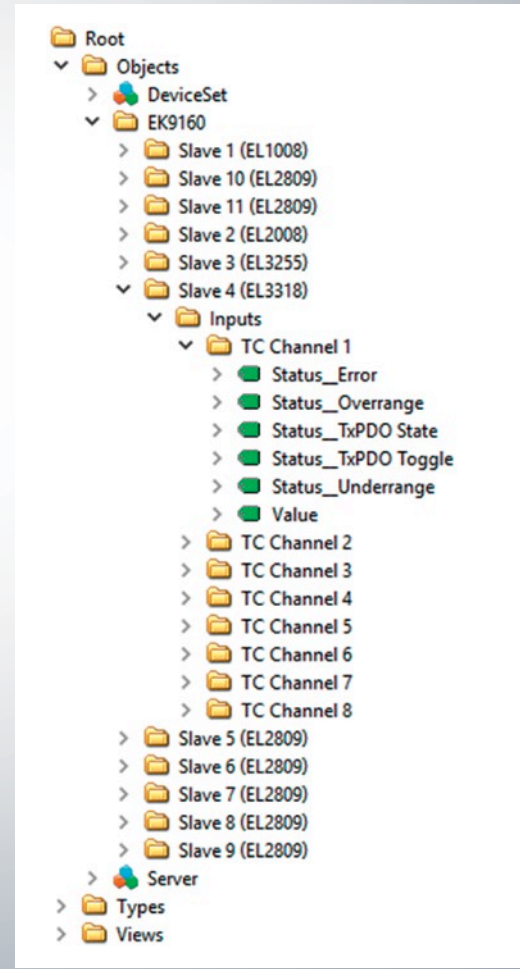 Root
Objects
DeviceSet
EK9160
Slave 1 (EL1008)
Slave 10 (EL2809)
Slave 11 (EL2809)
Slave 2 (EL2008)
Slave 3 (EL3255)
Slave 4 (EL3318)
Inputs
TC Channel 1
Status__Error
Status__Overrange
Status__TxPDO State
Status__TxPDO Toggle
Status__Underrange
Value
TC Channel 2
TC Channel 3
TC Channel 4
TC Channel 5
TC Channel 6
TC Channel 7
TC Channel 8
Slave 5 (EL2809)
Slave 6 (EL2809)
Slave 7 (EL2809)
Slave 8 (EL2809)
Slave 9 (EL2809)
Server
Types
Views